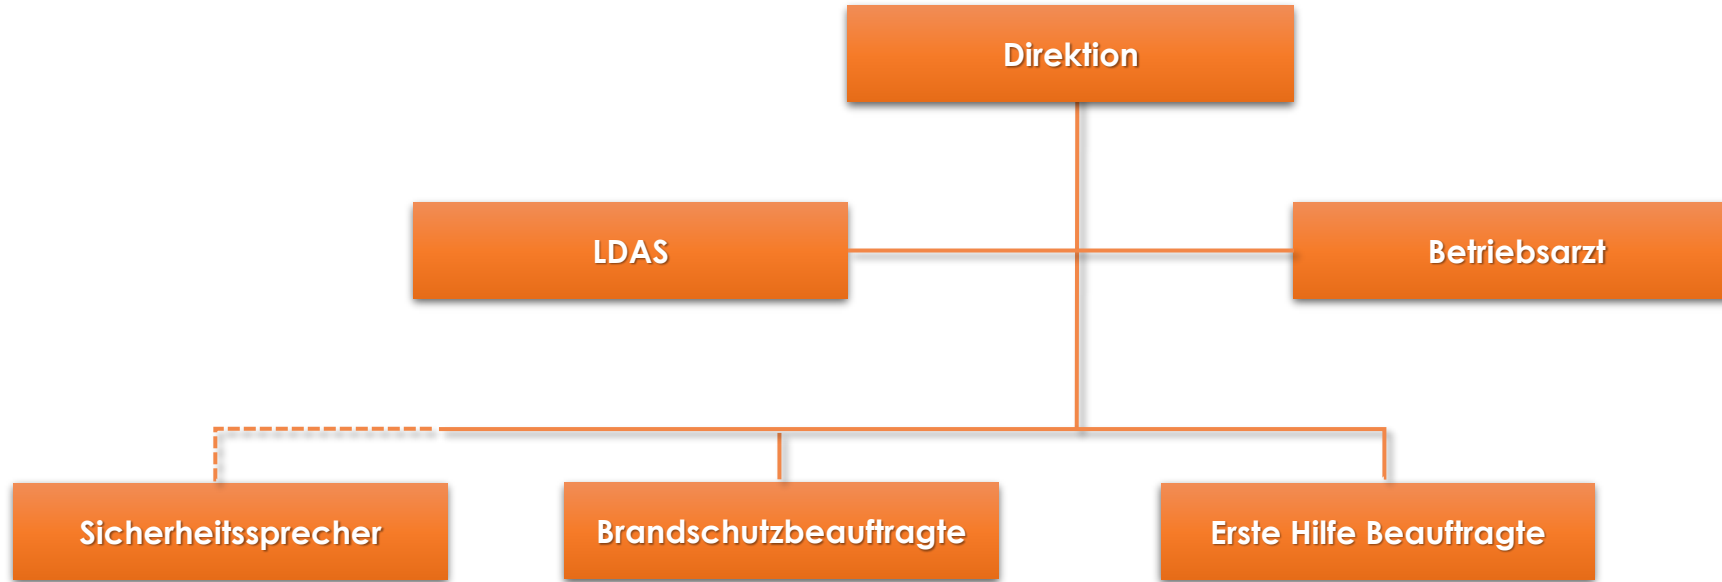 Direktion
LDAS
Betriebsarzt
Sicherheitssprecher
Brandschutzbeauftragte
Erste Hilfe Beauftragte